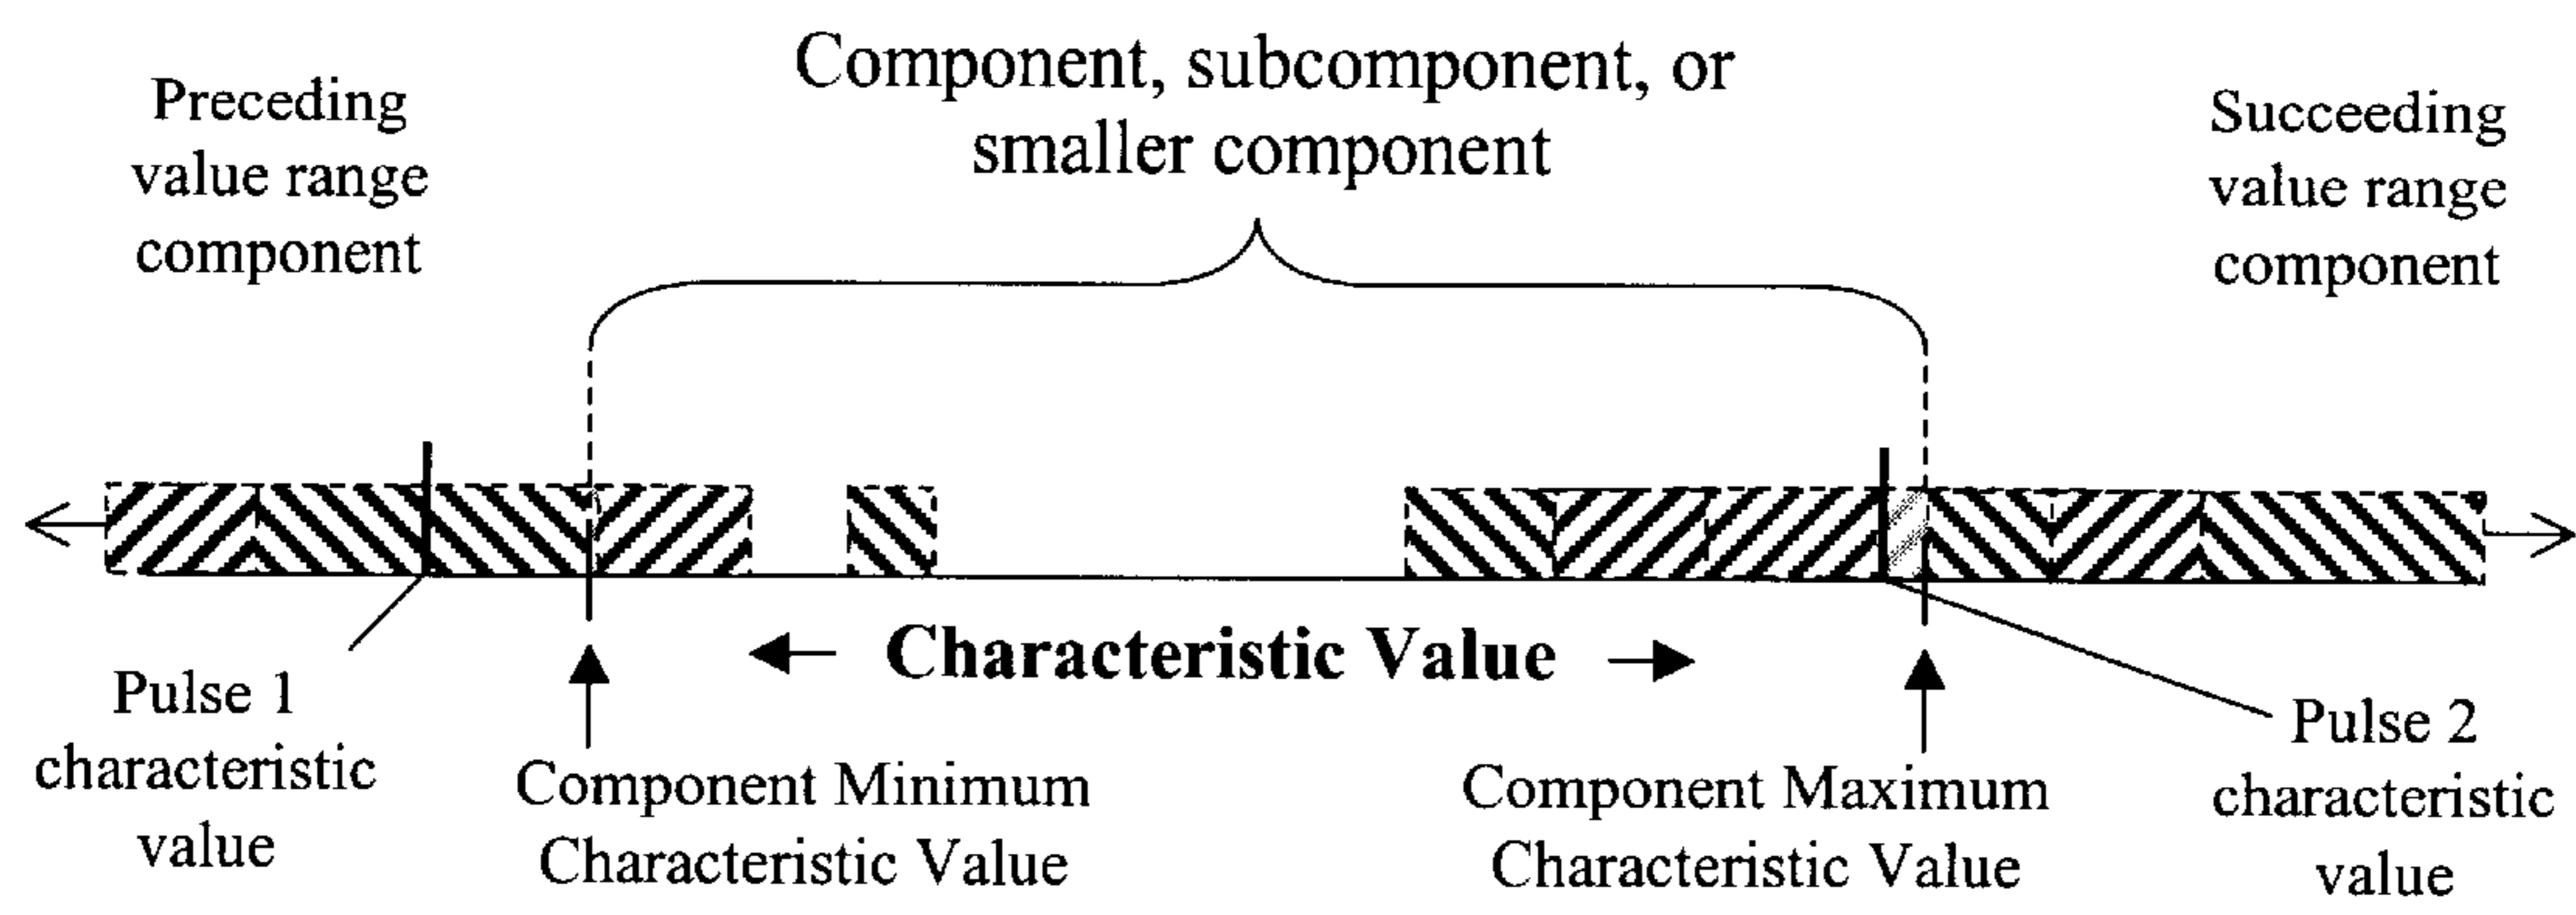 Preceding
value range
component
Component, subcomponent, or
smaller component
Succeeding
value range
component
Characteristic Value
Pulse 1
characteristic
value
Component Minimum
Characteristic Value
Component Maximum
Characteristic Value
Pulse 2
characteristic
value